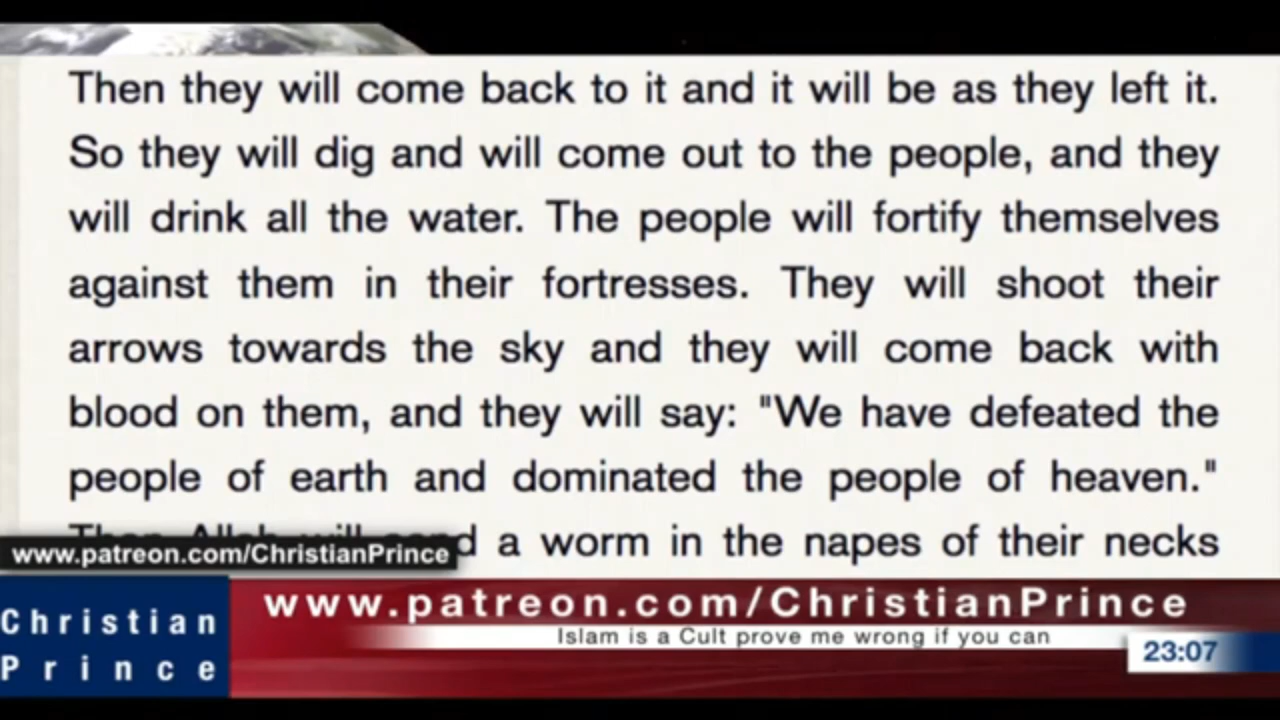 Then they will come back to it and it will be as they left it.
So they will dig and will come out to the people, and they
will drink all the water. The people will fortify themselves
against them in their fortresses. They will shoot their
arrows towards the sky and they will come back with
blood on them, and they will say: "We have defeated the
people of earth and dominated the people of heaven."
Then Allah will send a worm in the napes of their necks
www.patreon.com/ChristianPrince
www.patreon.com/ChristianPrince
Islam is a Cult prove me wrong if you can
Christian
Prince
23:07